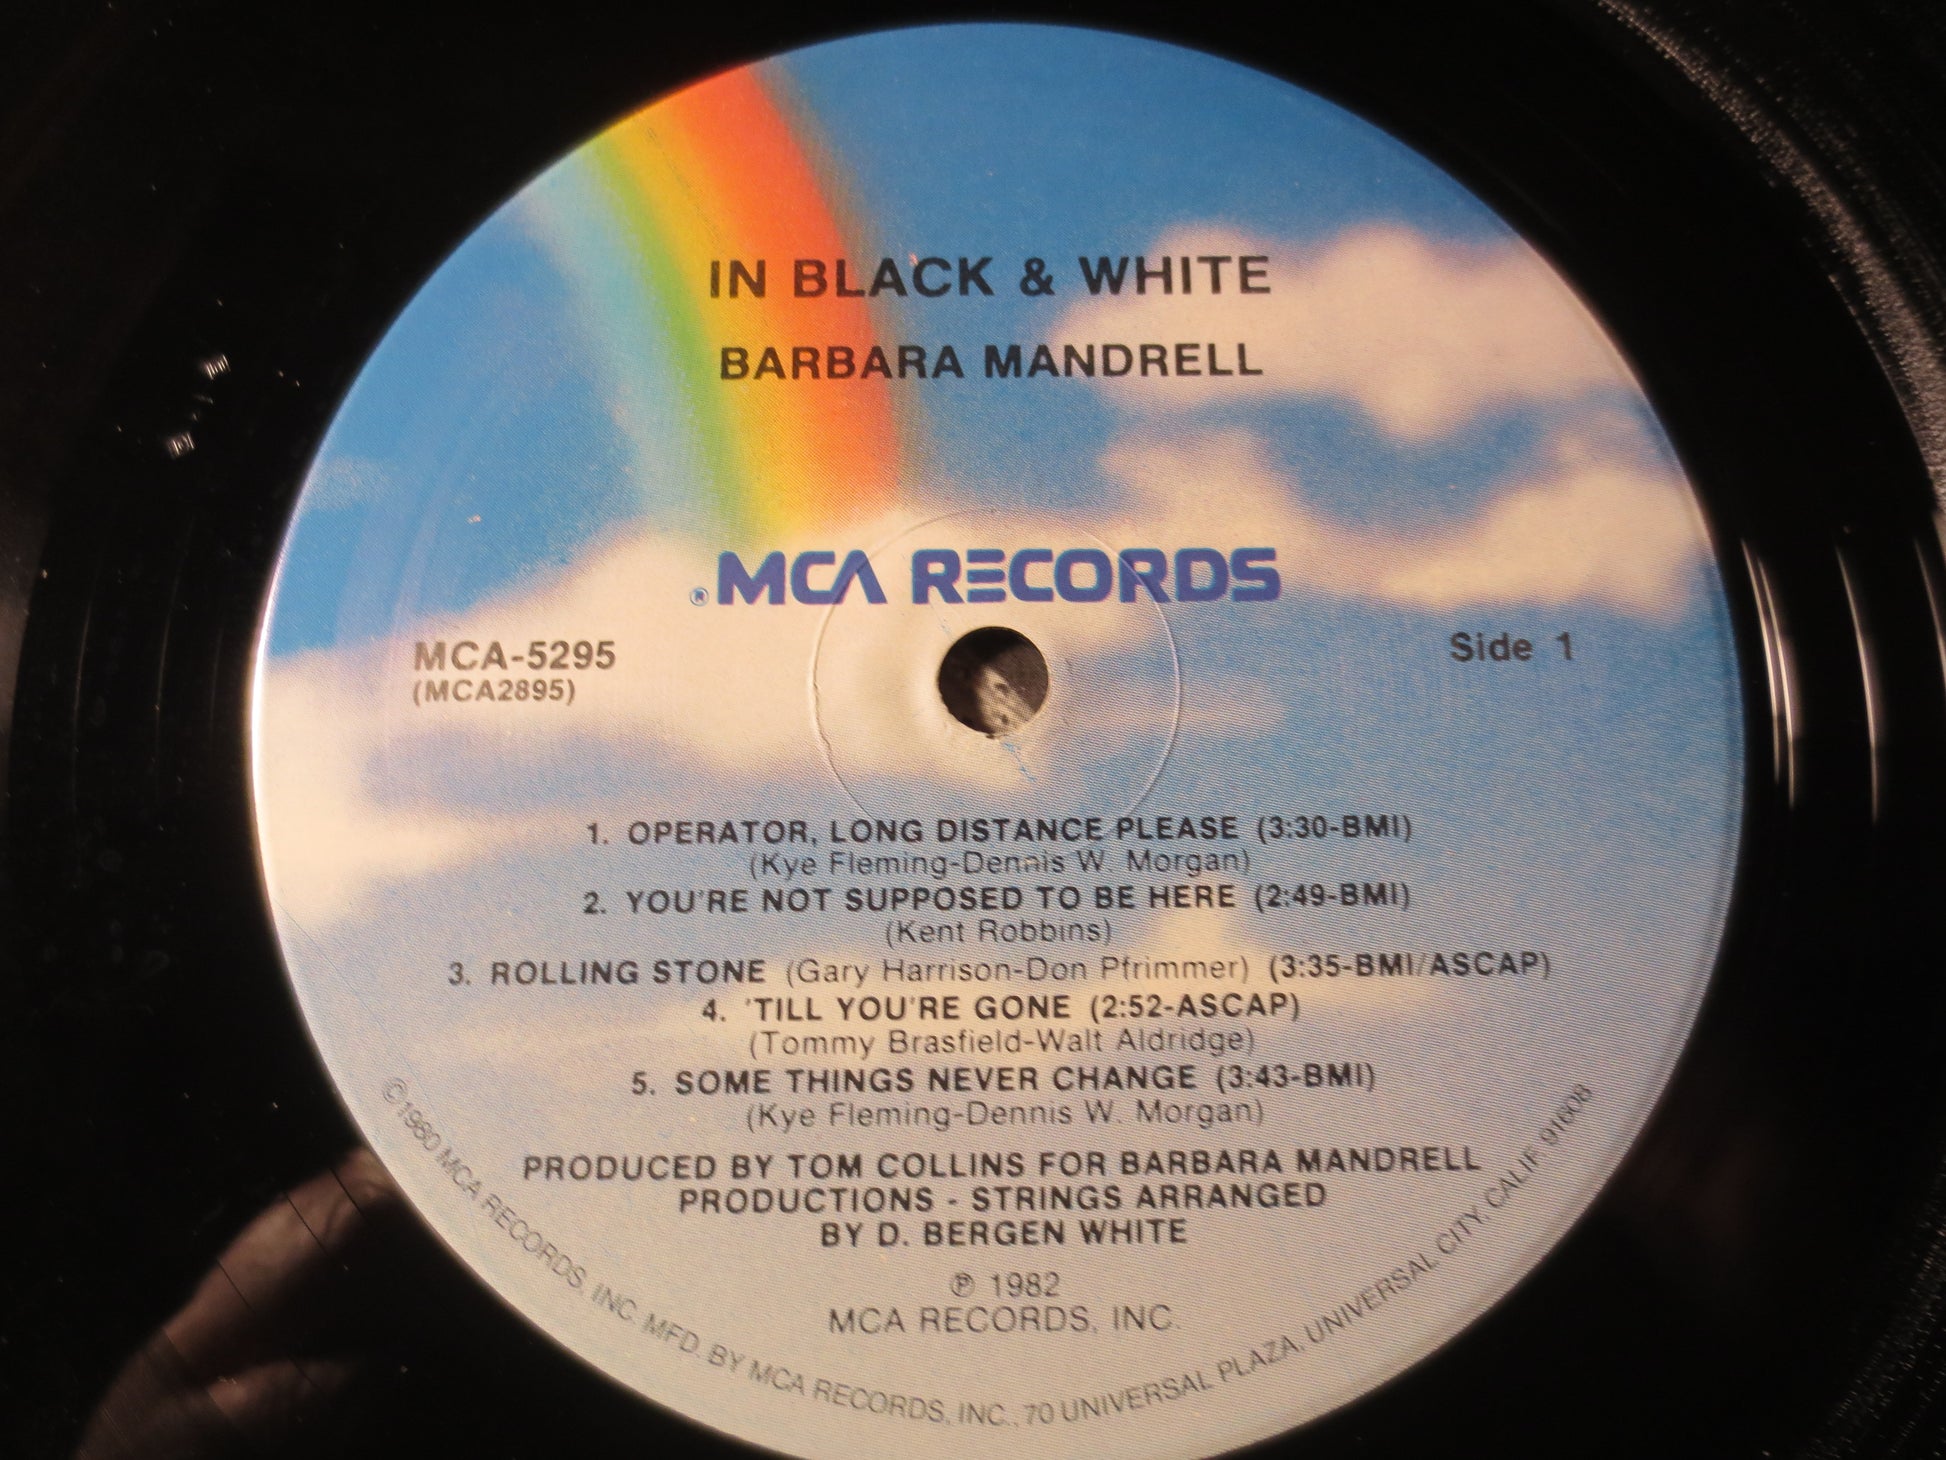 IN BLACK & WHITE
BARBARA MANDRELL
® MCA RECORDS
MCA-5295
(MCA2895)
Side 1
1. OPERATOR, LONG DISTANCE PLEASE (3:30-BMI)
(Kye Fleming-Dennis W. Morgan)
2. YOU'RE NOT SUPPOSED TO BE HERE (2:49-BMI)
(Kent Robbins)
3. ROLLING STONE (Gary Harrison-Don Pfrimmer) (3:35-BMI/ASCAP)
4. 'TILL YOU'RE GONE (2:52-ASCAP)
(Tommy Brasfield-Walt Aldridge)
5. SOME THINGS NEVER CHANGE (3:43-BMI)
(Kye Fleming-Dennis W. Morgan)
PRODUCED BY TOM COLLINS FOR BARBARA MANDRELL
PRODUCTIONS - STRINGS ARRANGED
BY D. BERGEN WHITE
℗ 1982
MCA RECORDS, INC.
©1980 MCA RECORDS, INC. MFD. BY MCA RECORDS, INC., 70 UNIVERSAL PLAZA, UNIVERSAL CITY, CALIF. 91608